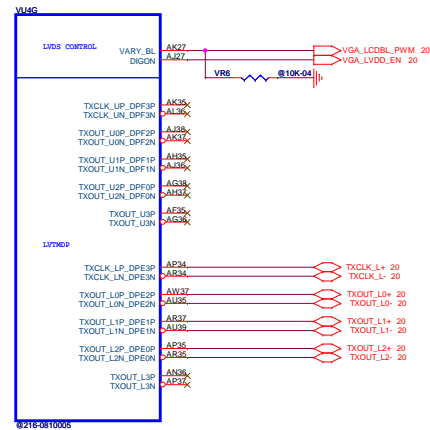 VU4G
LVDS CONTROL
VARY_BL AK27 VGA_LCDBL_PWM 20
DIGON AJ27 VGA_LVDD_EN 20
VR6 @10K-04
TXCLK_UP_DPF3P AK35
TXCLK_UN_DPF3N AL36
TXOUT_U0P_DPF2P AJ38
TXOUT_U0N_DPF2N AK37
TXOUT_U1P_DPF1P AH35
TXOUT_U1N_DPF1N AJ36
TXOUT_U2P_DPF0P AG38
TXOUT_U2N_DPF0N AH37
TXOUT_U3P AF35
TXOUT_U3N AG36
LVTMDP
TXCLK_LP_DPE3P AP34 TXCLK_L+ 20
TXCLK_LN_DPE3N AR34 TXCLK_L- 20
TXOUT_L0P_DPE2P AW37 TXOUT_L0+ 20
TXOUT_L0N_DPE2N AU35 TXOUT_L0- 20
TXOUT_L1P_DPE1P AR37 TXOUT_L1+ 20
TXOUT_L1N_DPE1N AU39 TXOUT_L1- 20
TXOUT_L2P_DPE0P AP35 TXOUT_L2+ 20
TXOUT_L2N_DPE0N AR35 TXOUT_L2- 20
TXOUT_L3P AN36
TXOUT_L3N AP37
@216-0810005